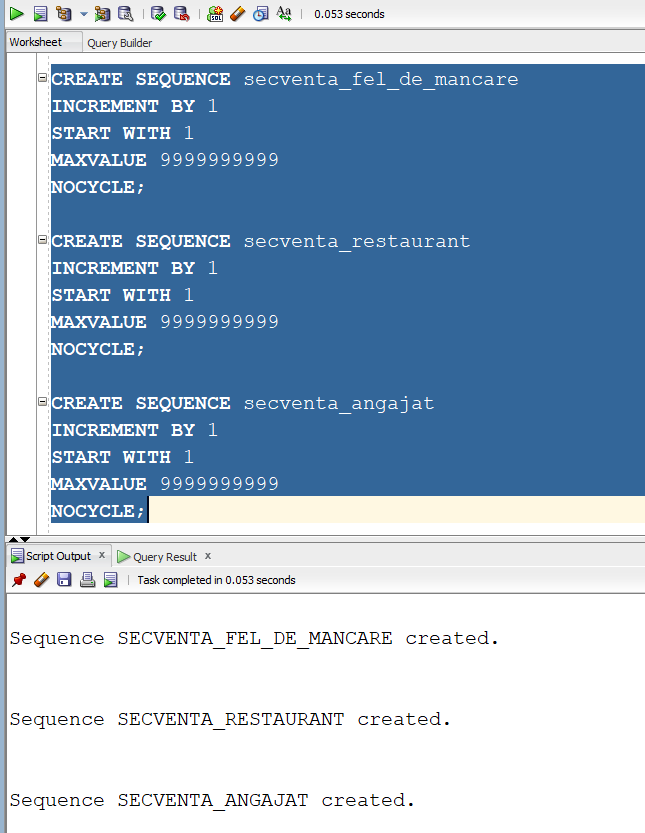 0.053 seconds
Worksheet Query Builder
CREATE SEQUENCE secventa_fel_de_mancare
INCREMENT BY 1
START WITH 1
MAXVALUE 9999999999
NOCYCLE;
CREATE SEQUENCE secventa_restaurant
INCREMENT BY 1
START WITH 1
MAXVALUE 9999999999
NOCYCLE;
CREATE SEQUENCE secventa_angajat
INCREMENT BY 1
START WITH 1
MAXVALUE 9999999999
NOCYCLE;
Script Output x Query Result x
Task completed in 0.053 seconds
Sequence SECVENTA_FEL_DE_MANCARE created.
Sequence SECVENTA_RESTAURANT created.
Sequence SECVENTA_ANGAJAT created.